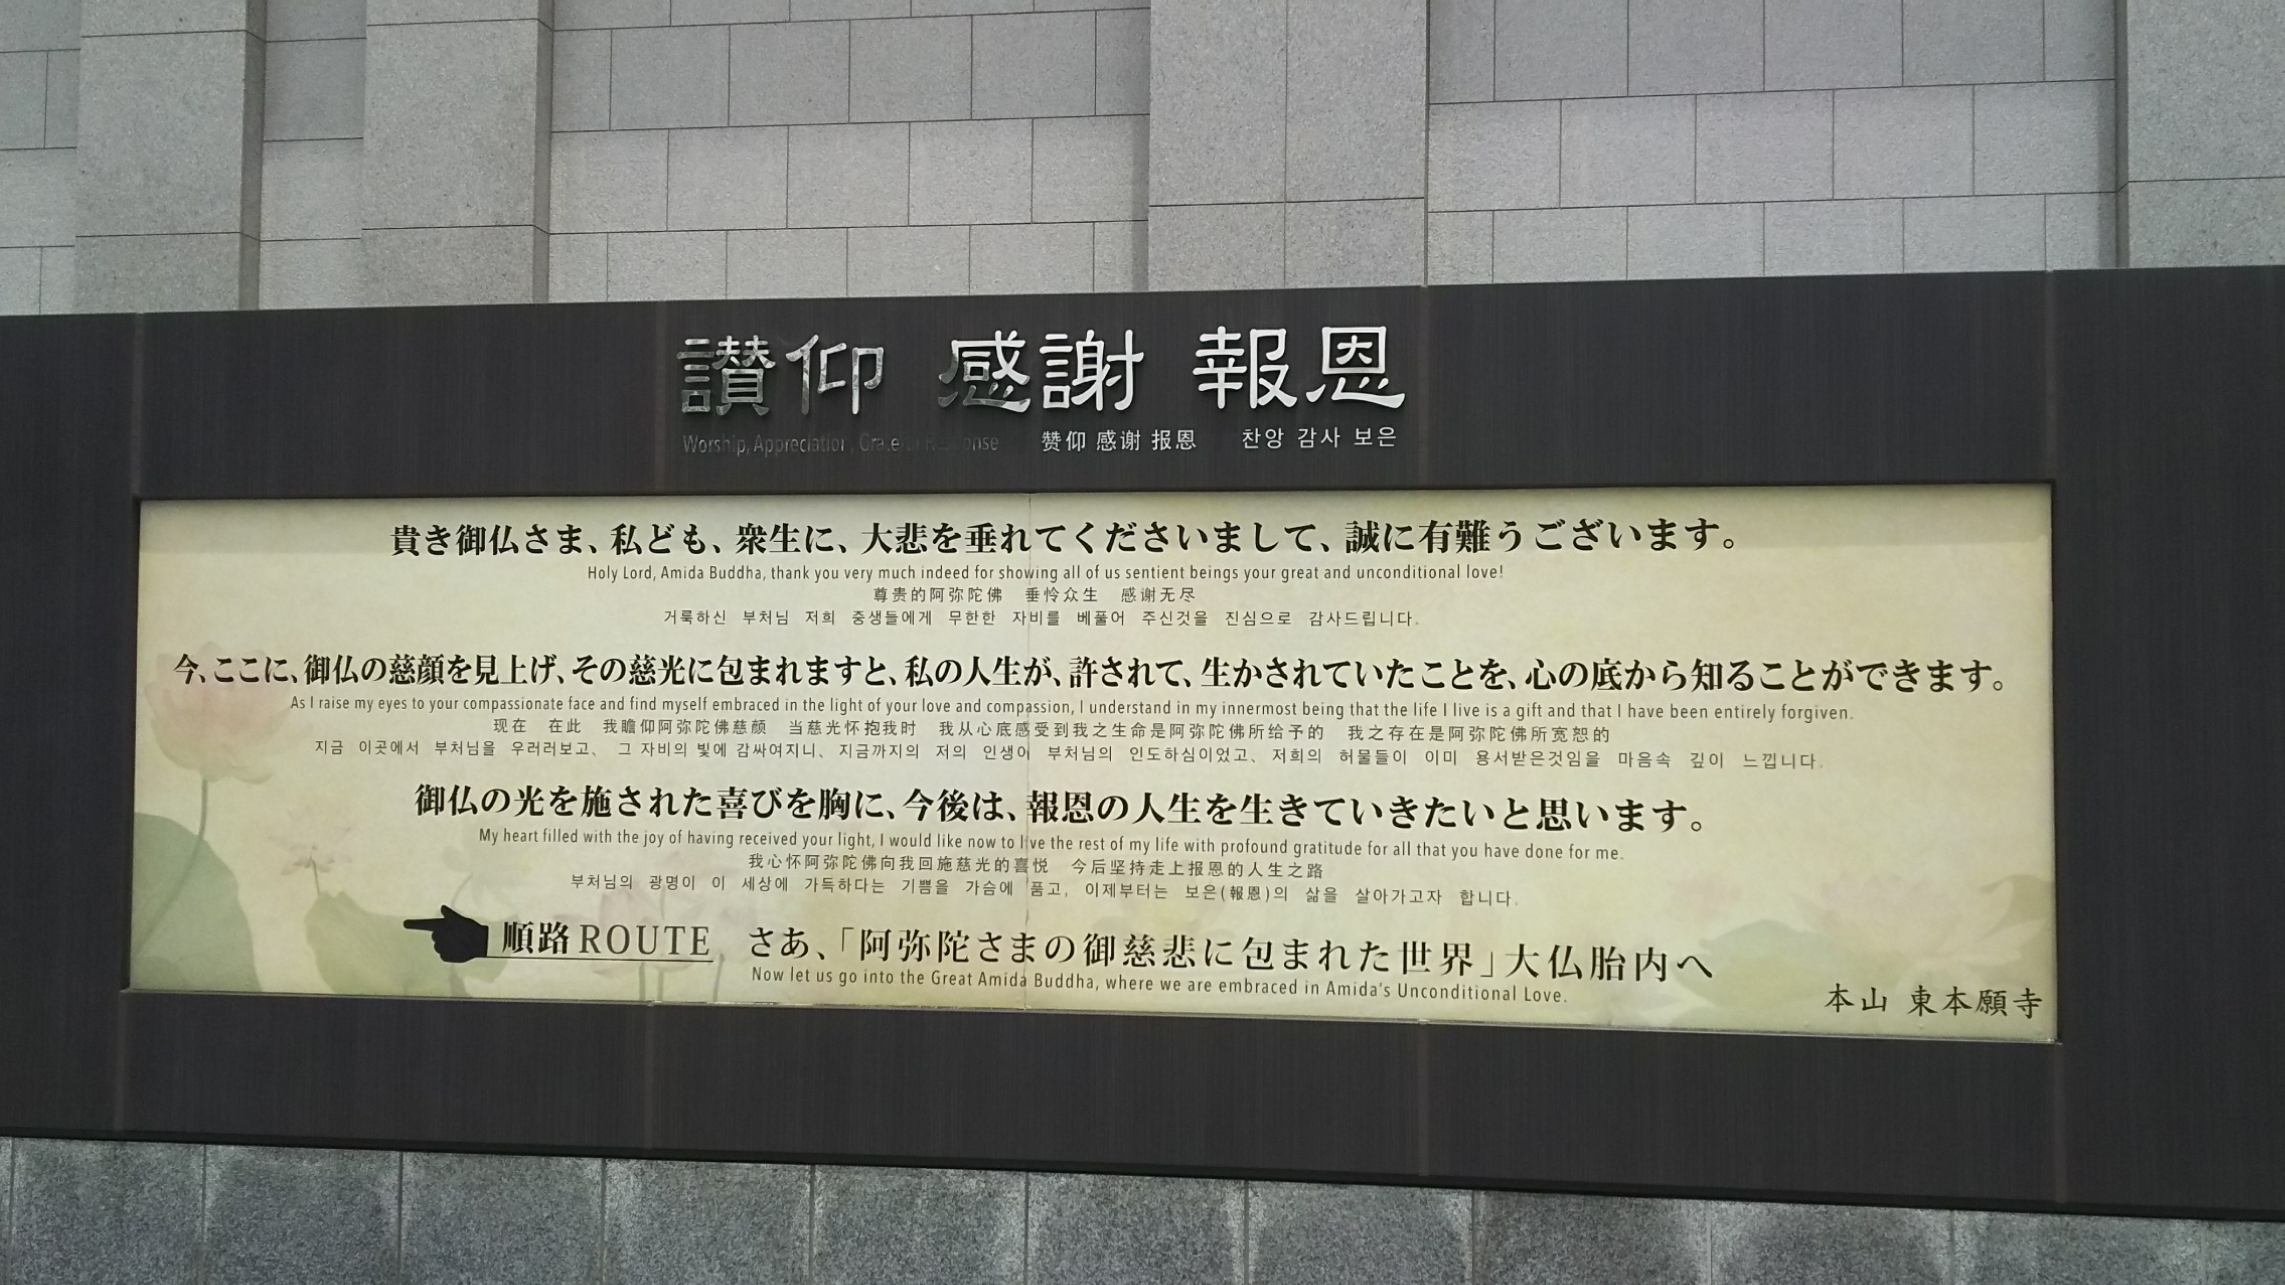 讃仰 感謝 報恩
Worship, Appreciation, Grateful Response 赞仰 感谢 报恩 찬앙 감사 보은
貴き御仏さま、私ども、衆生に、大悲を垂れてくださいまして、誠に有難うございます。
Holy Lord, Amida Buddha, thank you very much indeed for showing all of us sentient beings your great and unconditional love!
尊贵的阿弥陀佛 垂怜众生 感谢无尽
거룩하신 부처님 저희 중생들에게 무한한 자비를 베풀어 주신것을 진심으로 감사드립니다.
今、ここに、御仏の慈顔を見上げ、その慈光に包まれますと、私の人生が、許されて、生かされていたことを、心の底から知ることができます。
As I raise my eyes to your compassionate face and find myself embraced in the light of your love and compassion, I understand in my innermost being that the life I live is a gift and that I have been entirely forgiven.
现在 在此 我瞻仰阿弥陀佛慈颜 当慈光怀抱我时 我从心底感受到我之生命是阿弥陀佛所给予的 我之存在是阿弥陀佛所宽恕的
지금 이곳에서 부처님을 우러러보고、 그 자비의 빛에 감싸여지니、 지금까지의 저의 인생이 부처님의 인도하심이었고、 저희의 허물들이 이미 용서받은것임을 마음속 깊이 느낍니다.
御仏の光を施された喜びを胸に、今後は、報恩の人生を生きていきたいと思います。
My heart filled with the joy of having received your light, I would like now to live the rest of my life with profound gratitude for all that you have done for me.
我心怀阿弥陀佛向我回施慈光的喜悦 今后坚持走上报恩的人生之路
부처님의 광명이 이 세상에 가득하다는 기쁨을 가슴에 품고, 이제부터는 보은(報恩)의 삶을 살아가고자 합니다.
順路 ROUTE さあ、「阿弥陀さまの御慈悲に包まれた世界」大仏胎内へ
Now let us go into the Great Amida Buddha, where we are embraced in Amida's Unconditional Love.
本山 東本願寺